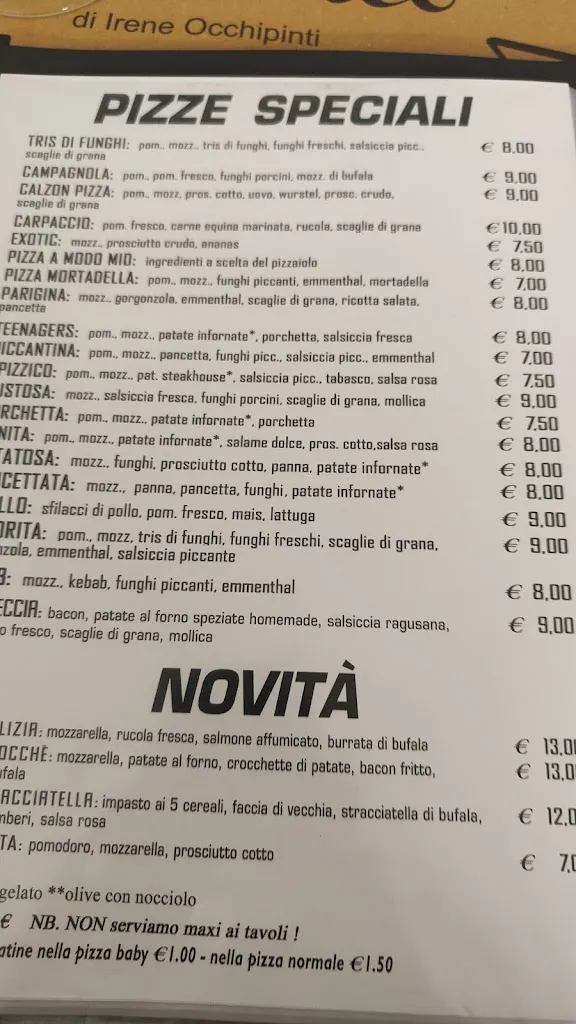 di Irene Occhipinti
PIZZE SPECIALI
TRIS DI FUNGHI: pom., mozz., tris di funghi, funghi freschi, salsiccia picc., € 8,00
scaglie di grana
CAMPAGNOLA: pom., pom. fresco, funghi porcini, mozz. di bufala € 9,00
CALZON PIZZA: pom., mozz, pros. cotto, uovo, wurstel, prosc. crudo, € 9,00
scaglie di grana
CARPACCIO: pom. fresco, carne equina marinata, rucola, scaglie di grana €10,00
EXOTIC: mozz., prosciutto crudo, ananas € 7,50
PIZZA A MODO MIO: ingredienti a scelta del pizzaiolo € 8,00
PIZZA MORTADELLA: pom., mozz., funghi piccanti, emmenthal, mortadella € 7,00
PARIGINA: mozz., gorgonzola, emmenthal, scaglie di grana, ricotta salata, € 8,00
pancetta
TEENAGERS: pom., mozz., patate infornate*, porchetta, salsiccia fresca € 8,00
ICCANTINA: pom., mozz., pancetta, funghi picc., salsiccia picc., emmenthal € 7,00
PIZZICO: pom., mozz., pat. steakhouse*, salsiccia picc., tabasco, salsa rosa € 7,50
USTOSA: mozz., salsiccia fresca, funghi porcini, scaglie di grana, mollica € 9,00
RCHETTA: pom., mozz., patate infornate*, porchetta € 7,50
NITA: pom., mozz., patate infornate*, salame dolce, pros. cotto,salsa rosa € 8,00
TATOSA: mozz., funghi, prosciutto cotto, panna, patate infornate* € 8,00
CETTATA: mozz., panna, pancetta, funghi, patate infornate* € 8,00
LLO: sfilacci di pollo, pom. fresco, mais, lattuga € 9,00
ORITA: pom., mozz, tris di funghi, funghi freschi, scaglie di grana, € 9,00
zola, emmenthal, salsiccia piccante
B: mozz., kebab, funghi piccanti, emmenthal € 8,00
ECCIA: bacon, patate al forno speziate homemade, salsiccia ragusana, € 9,00
o fresco, scaglie di grana, mollica
NOVITÀ
LIZIA: mozzarella, rucola fresca, salmone affumicato, burrata di bufala € 13,00
OCCHÈ: mozzarella, patate al forno, crocchette di patate, bacon fritto, € 13,0
ufala
ACCIATELLA: impasto ai 5 cereali, faccia di vecchia, stracciatella di bufala, € 12,0
mberi, salsa rosa
TA: pomodoro, mozzarella, prosciutto cotto € 7,0
gelato **olive con nocciolo
€ NB. NON serviamo maxi ai tavoli !
atine nella pizza baby €1.00 - nella pizza normale €1.50